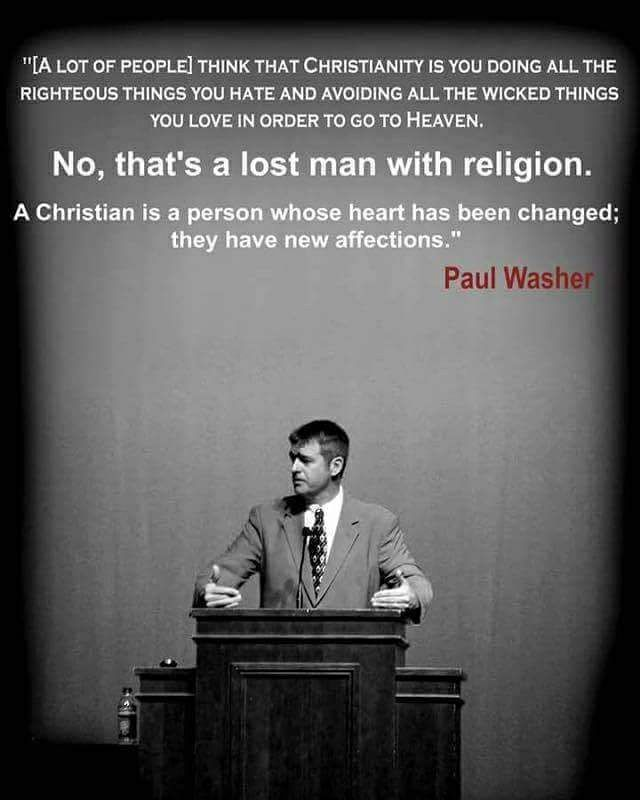 "[A LOT OF PEOPLE] THINK THAT CHRISTIANITY IS YOU DOING ALL THE
RIGHTEOUS THINGS YOU HATE AND AVOIDING ALL THE WICKED THINGS
YOU LOVE IN ORDER TO GO TO HEAVEN.
No, that's a lost man with religion.
A Christian is a person whose heart has been changed;
they have new affections."
Paul Washer